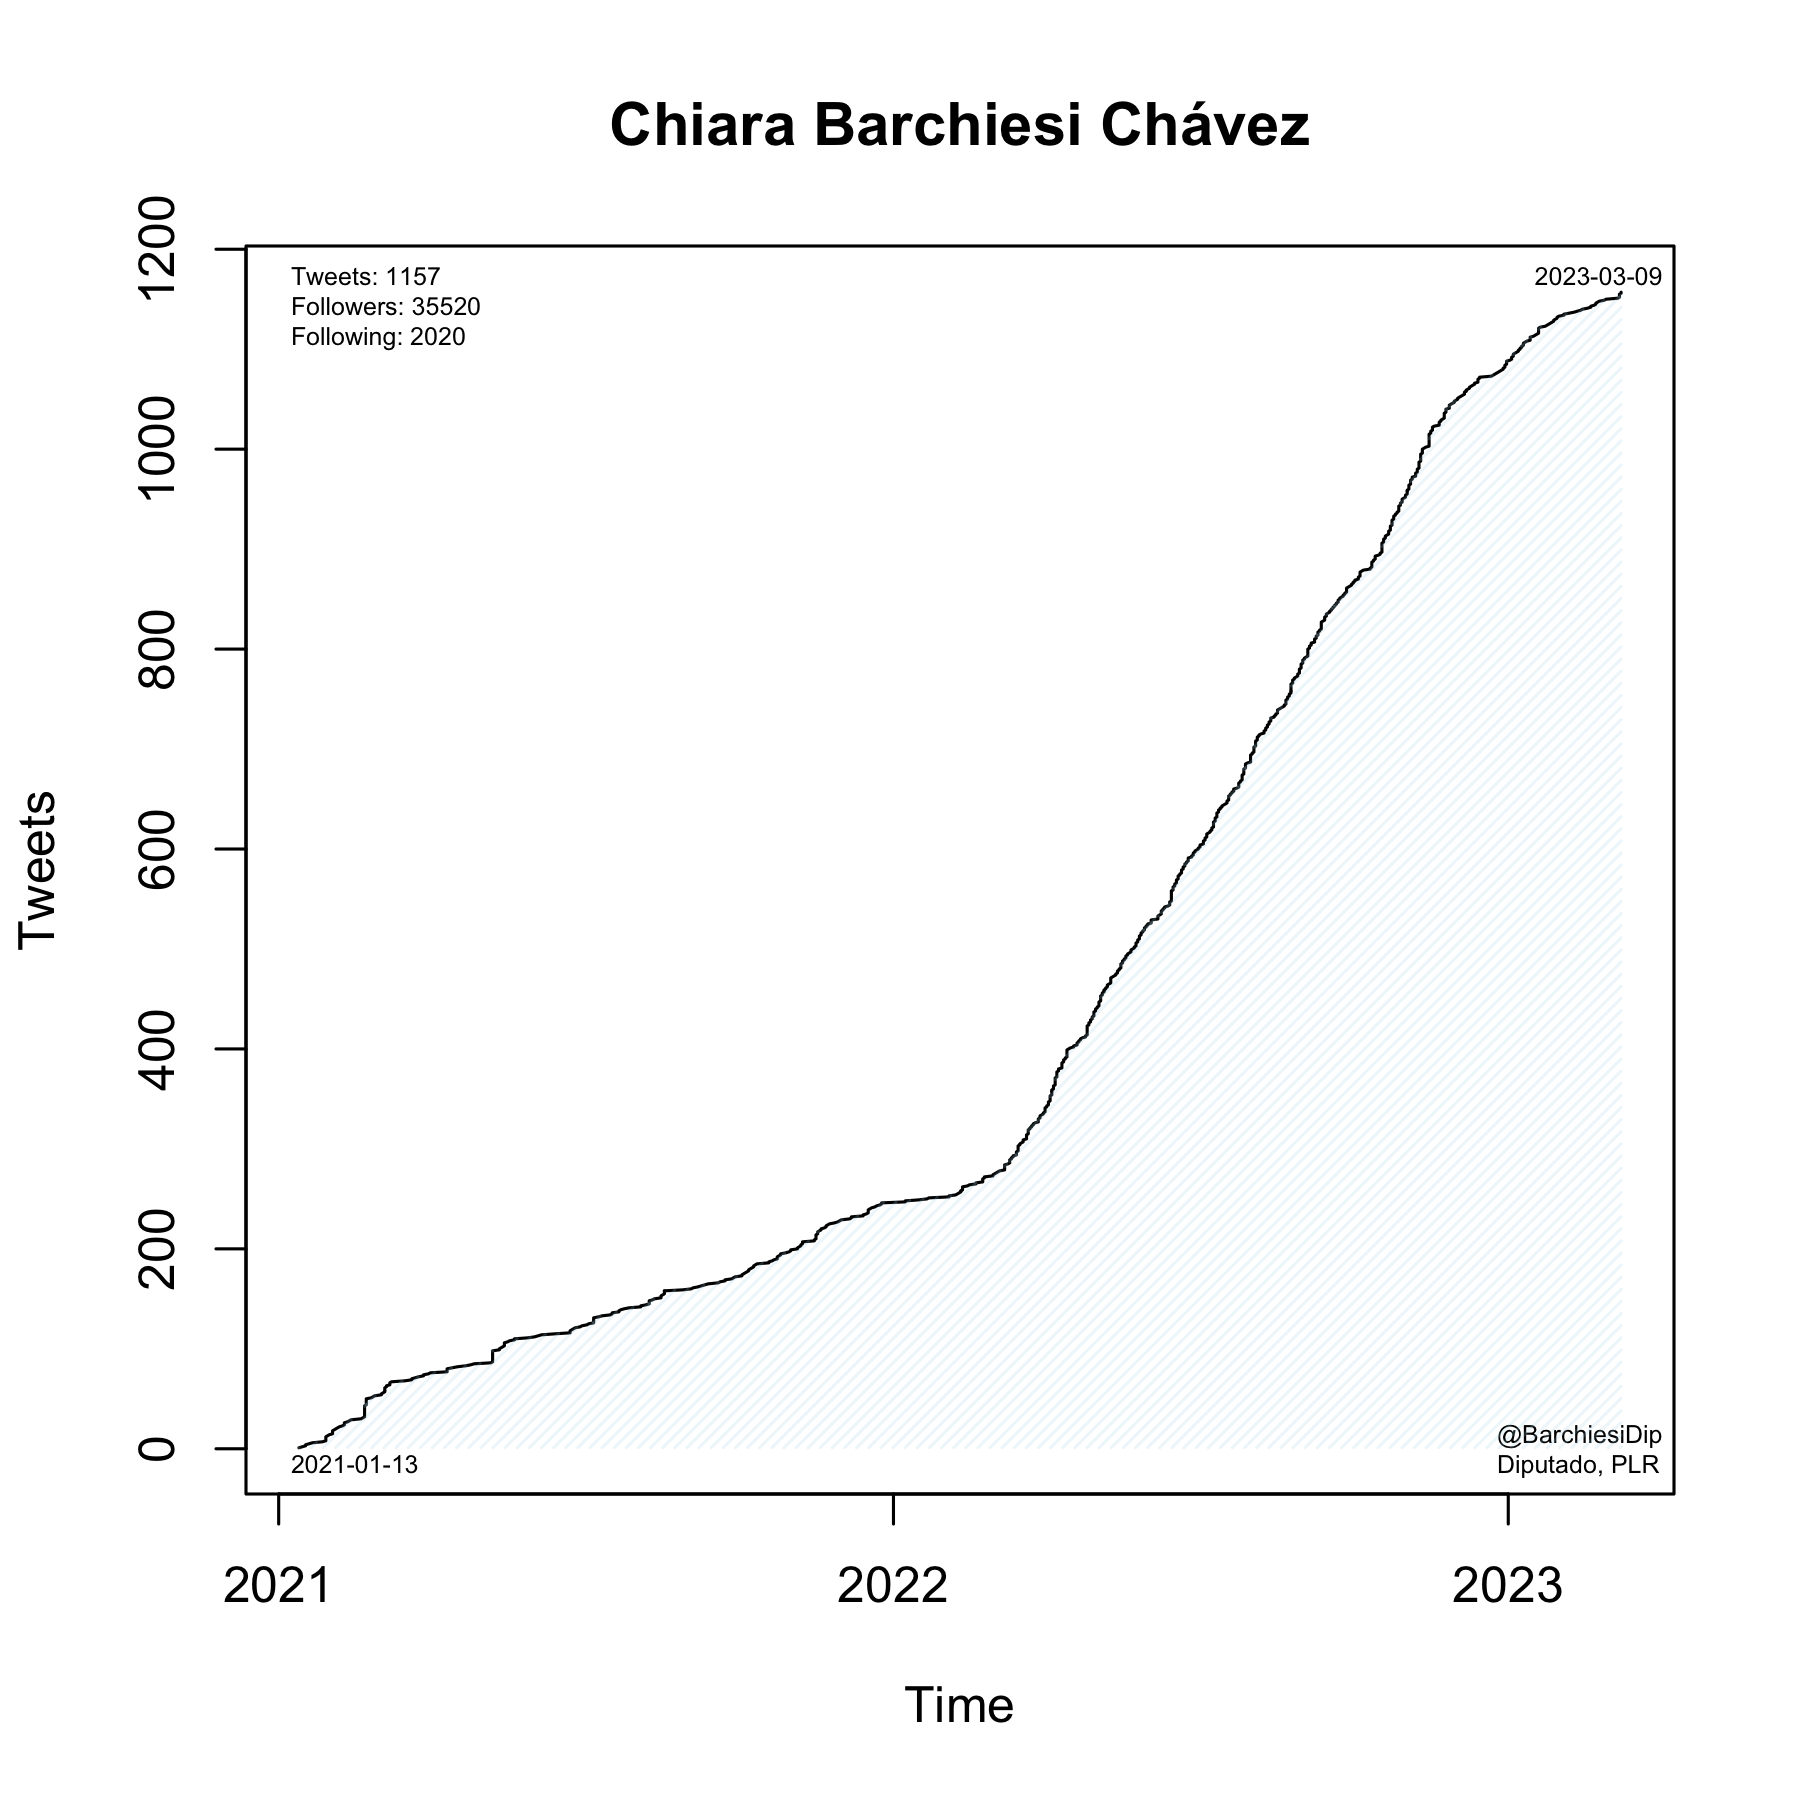 Chiara Barchiesi Chávez
Tweets: 1157
Followers: 35520
Following: 2020
2023-03-09
1200
1000
800
600
400
200
0
Tweets
2021-01-13
@BarchiesiDip
Diputado, PLR
2021
2022
2023
Time